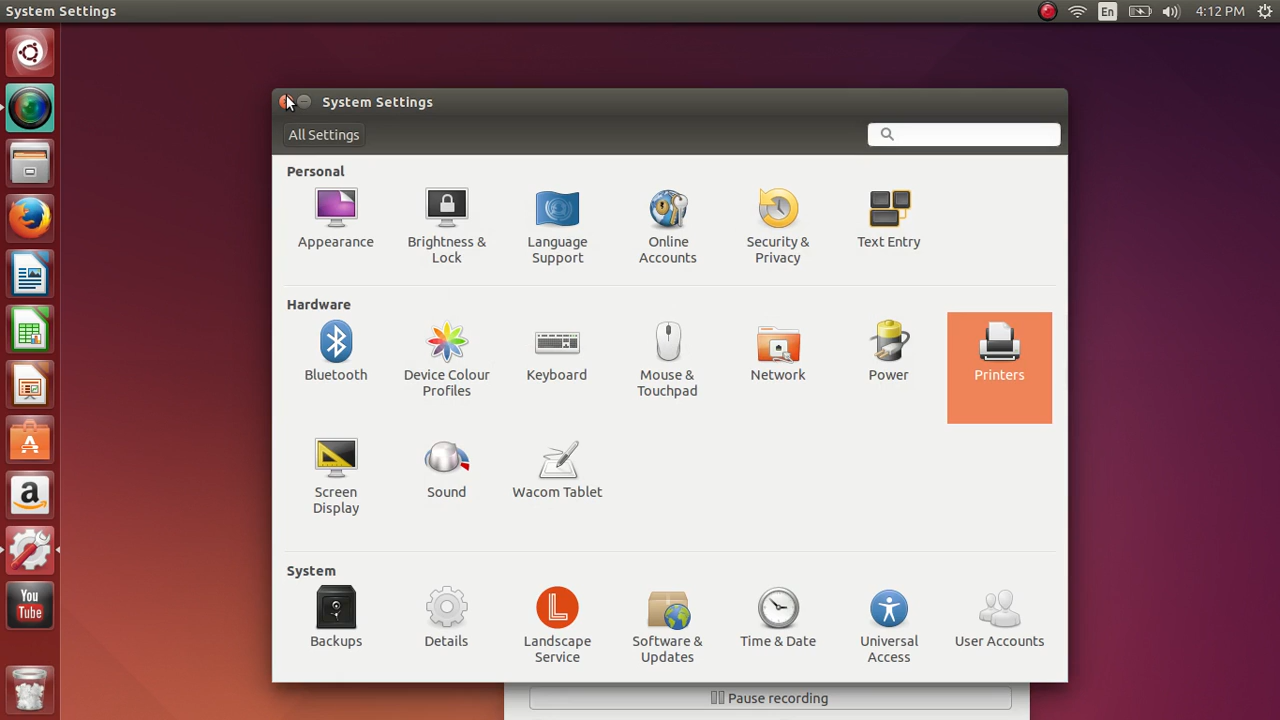 System Settings
En
4:12 PM
System Settings
All Settings
Personal
Appearance
Brightness &
Lock
Language
Support
Online
Accounts
Security &
Privacy
Text Entry
Hardware
Bluetooth
Device Colour
Profiles
Keyboard
Mouse &
Touchpad
Network
Power
Printers
Screen
Display
Sound
Wacom Tablet
System
Backups
Details
Landscape
Service
Software &
Updates
Time & Date
Universal
Access
User Accounts
Pause recording
You
Tube